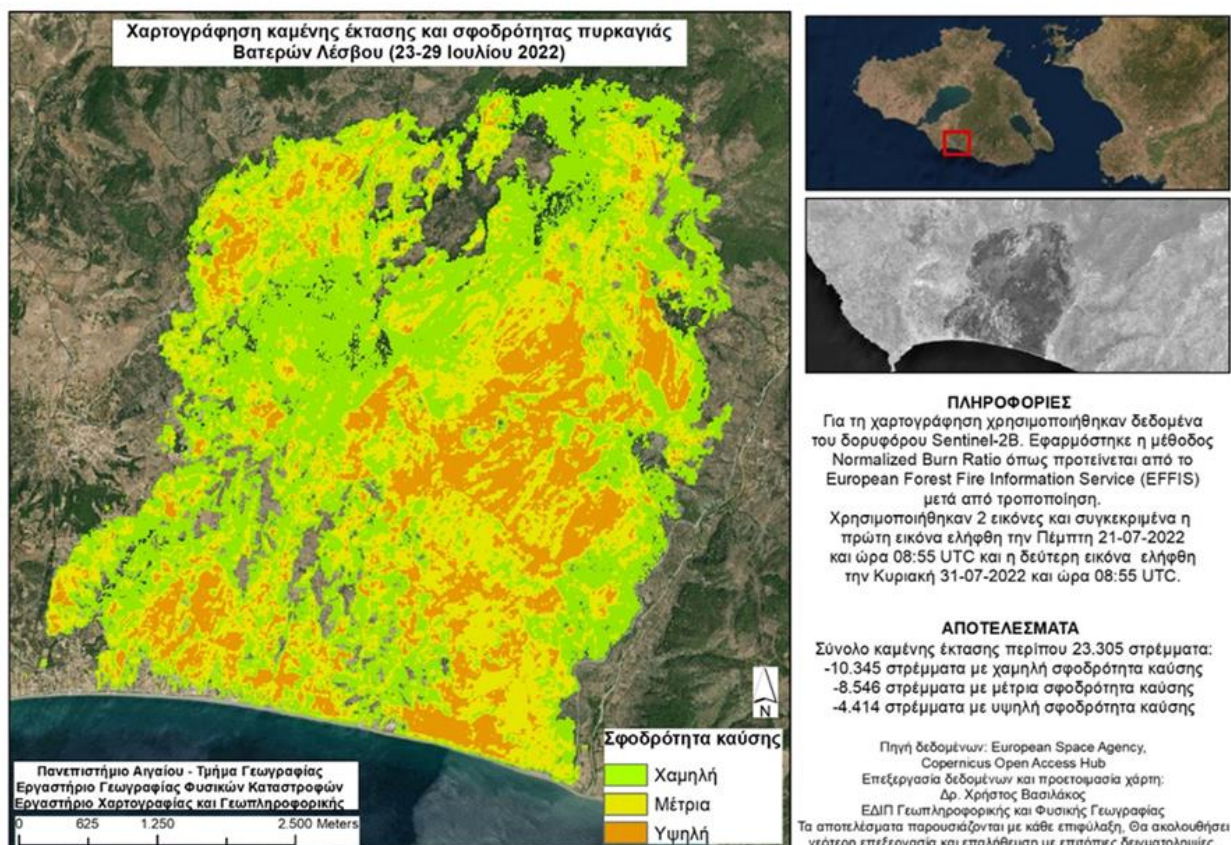 Χαρτογράφηση καμένης έκτασης και σφοδρότητας πυρκαγιάς
Βατερών Λέσβου (23-29 Ιουλίου 2022)
N
Σφοδρότητα καύσης
Χαμηλή
Μέτρια
Υψηλή
Πανεπιστήμιο Αιγαίου - Τμήμα Γεωγραφίας
Εργαστήριο Γεωγραφίας Φυσικών Καταστροφών
Εργαστήριο Χαρτογραφίας και Γεωπληροφορικής
0 625 1.250 2.500 Meters
ΠΛΗΡΟΦΟΡΙΕΣ
Για τη χαρτογράφηση χρησιμοποιήθηκαν δεδομένα
του δορυφόρου Sentinel-2B. Εφαρμόστηκε η μέθοδος
Normalized Burn Ratio όπως προτείνεται από το
European Forest Fire Information Service (EFFIS)
μετά από τροποποίηση.
Χρησιμοποιήθηκαν 2 εικόνες και συγκεκριμένα η
πρώτη εικόνα ελήφθη την Πέμπτη 21-07-2022
και ώρα 08:55 UTC και η δεύτερη εικόνα ελήφθη
την Κυριακή 31-07-2022 και ώρα 08:55 UTC.
ΑΠΟΤΕΛΕΣΜΑΤΑ
Σύνολο καμένης έκτασης περίπου 23.305 στρέμματα:
-10.345 στρέμματα με χαμηλή σφοδρότητα καύσης
-8.546 στρέμματα με μέτρια σφοδρότητα καύσης
-4.414 στρέμματα με υψηλή σφοδρότητα καύσης
Πηγή δεδομένων: European Space Agency,
Copernicus Open Access Hub
Επεξεργασία δεδομένων και προετοιμασία χάρτη:
Δρ. Χρήστος Βασιλάκος
ΕΔΙΠ Γεωπληροφορικής και Φυσικής Γεωγραφίας
Τα αποτελέσματα παρουσιάζονται με κάθε επιφύλαξη, Θα ακολουθήσει
νεότερη επεξεργασία και επαλήθευση με επιτόπιες δειγματοληψίες